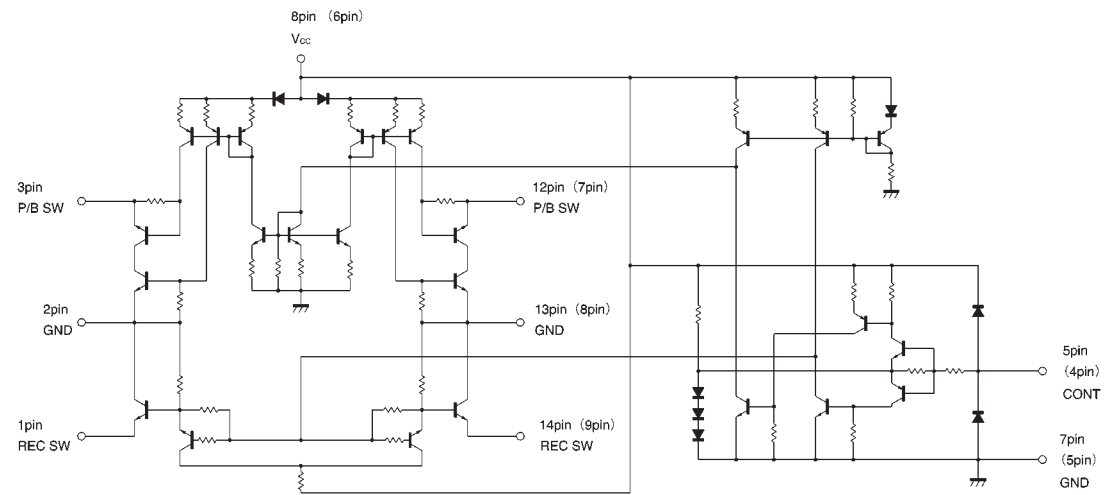 8pin (6pin)
Vcc
3pin
P/B SW
12pin (7pin)
P/B SW
2pin
GND
13pin (8pin)
GND
5pin
(4pin)
CONT
1pin
REC SW
14pin (9pin)
REC SW
7pin
(5pin)
GND